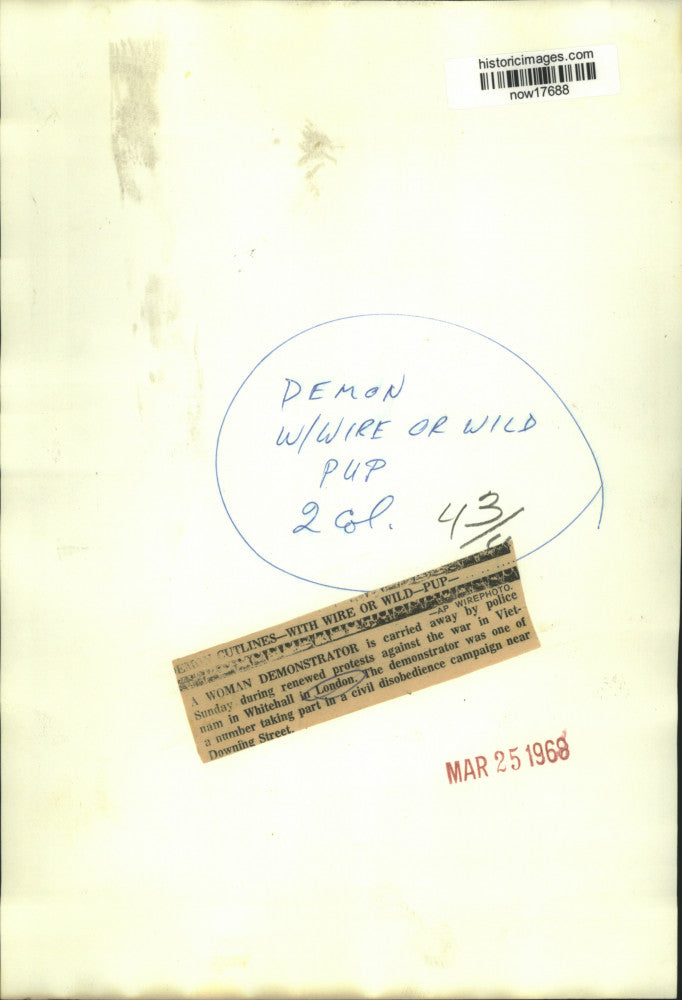 historicimages.com
now17688
DEMON
W/WIRE OR WILD
PUP
2 Col.
43/
CUTLINES—WITH WIRE OR WILD—PUP—
—AP WIREPHOTO.
A WOMAN DEMONSTRATOR is carried away by police
Sunday during renewed protests against the war in Viet-
nam in Whitehall in London. The demonstrator was one of
a number taking part in a civil disobedience campaign near
Downing Street.
MAR 25 1968